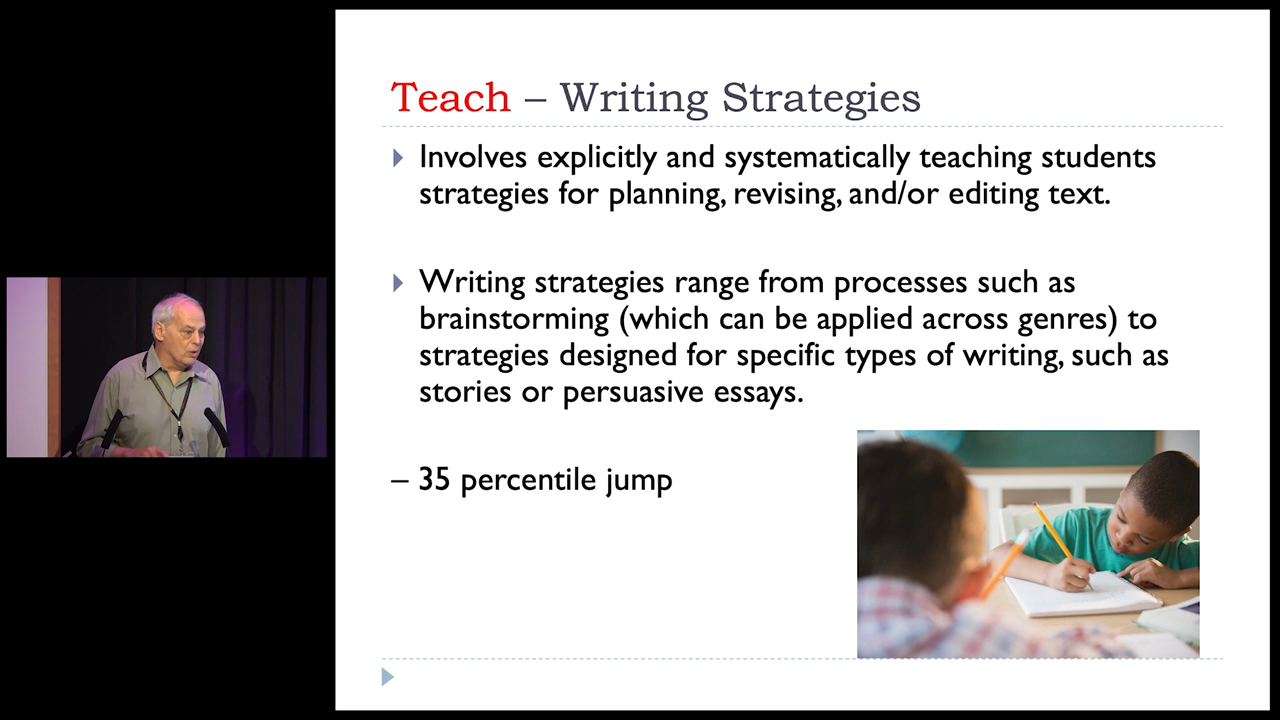 Teach – Writing Strategies
Involves explicitly and systematically teaching students
strategies for planning, revising, and/or editing text.
Writing strategies range from processes such as
brainstorming (which can be applied across genres) to
strategies designed for specific types of writing, such as
stories or persuasive essays.
– 35 percentile jump